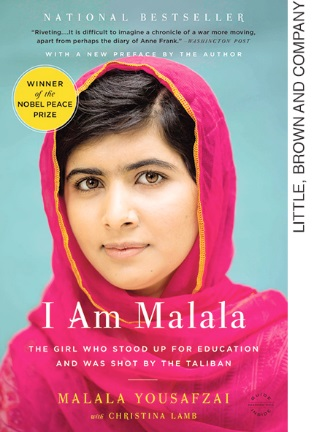 NATIONAL BESTSELLER
"Riveting...It is difficult to imagine a chronicle of a war more moving,
apart from perhaps the diary of Anne Frank." —WASHINGTON POST
WITH A NEW PREFACE BY THE AUTHOR
WINNER
of the
NOBEL PEACE
PRIZE
I Am Malala
THE GIRL WHO STOOD UP FOR EDUCATION
AND WAS SHOT BY THE TALIBAN
MALALA YOUSAFZAI
with CHRISTINA LAMB
LITTLE, BROWN AND COMPANY